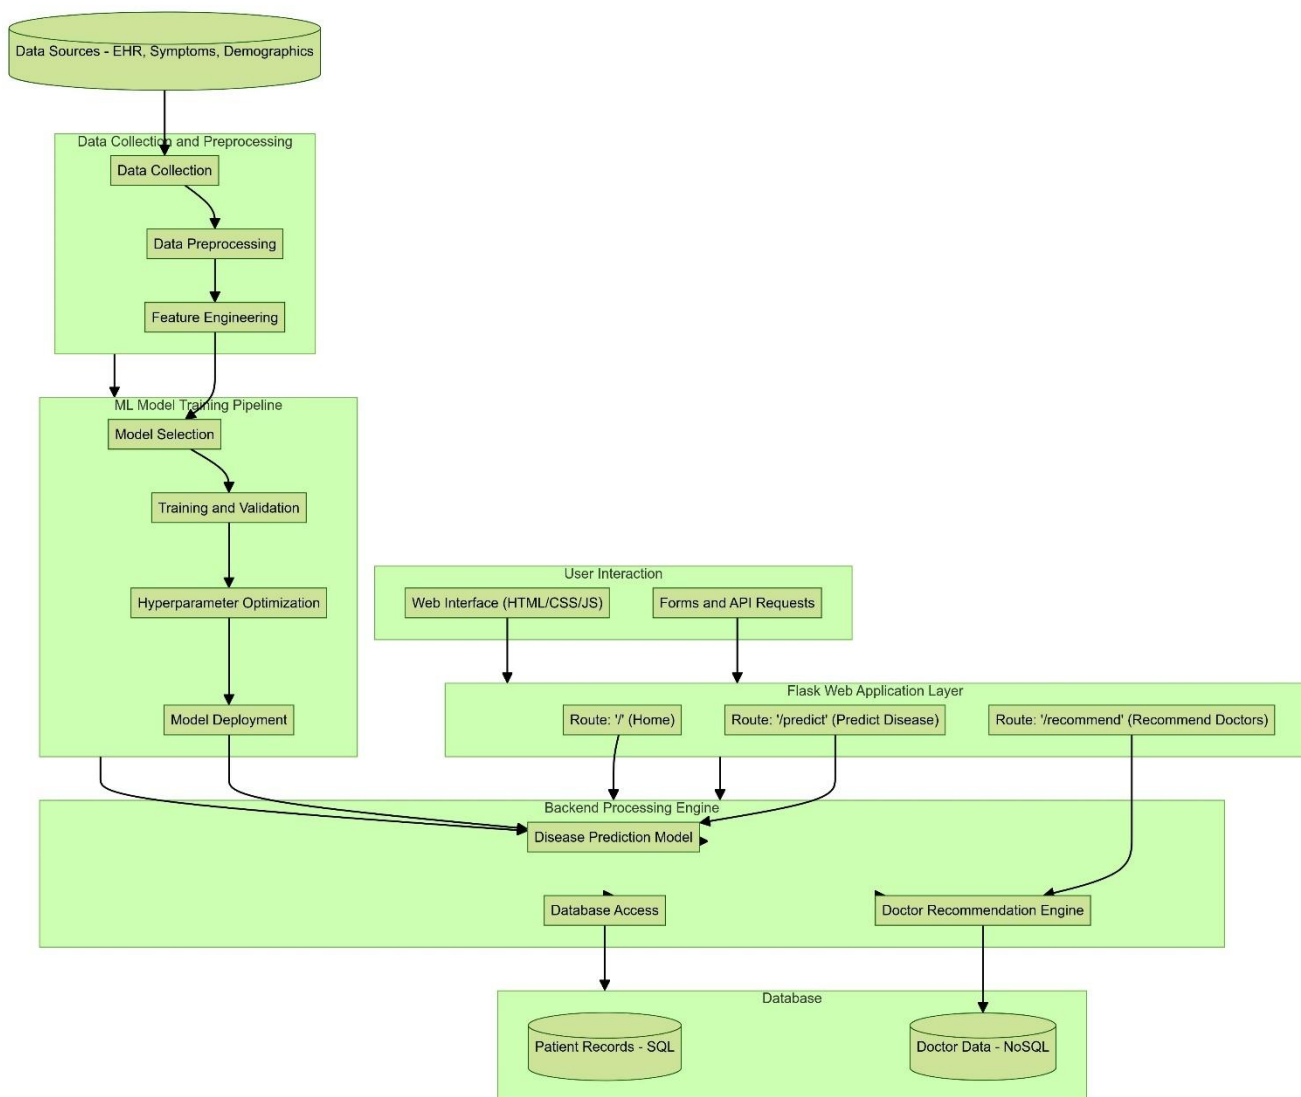 Data Sources - EHR, Symptoms, Demographics
Data Collection and Preprocessing
Data Collection
Data Preprocessing
Feature Engineering
ML Model Training Pipeline
Model Selection
Training and Validation
Hyperparameter Optimization
Model Deployment
User Interaction
Web Interface (HTML/CSS/JS)
Forms and API Requests
Flask Web Application Layer
Route: '/' (Home)
Route: '/predict' (Predict Disease)
Route: '/recommend' (Recommend Doctors)
Backend Processing Engine
Disease Prediction Model
Database Access
Doctor Recommendation Engine
Database
Patient Records - SQL
Doctor Data - NoSQL